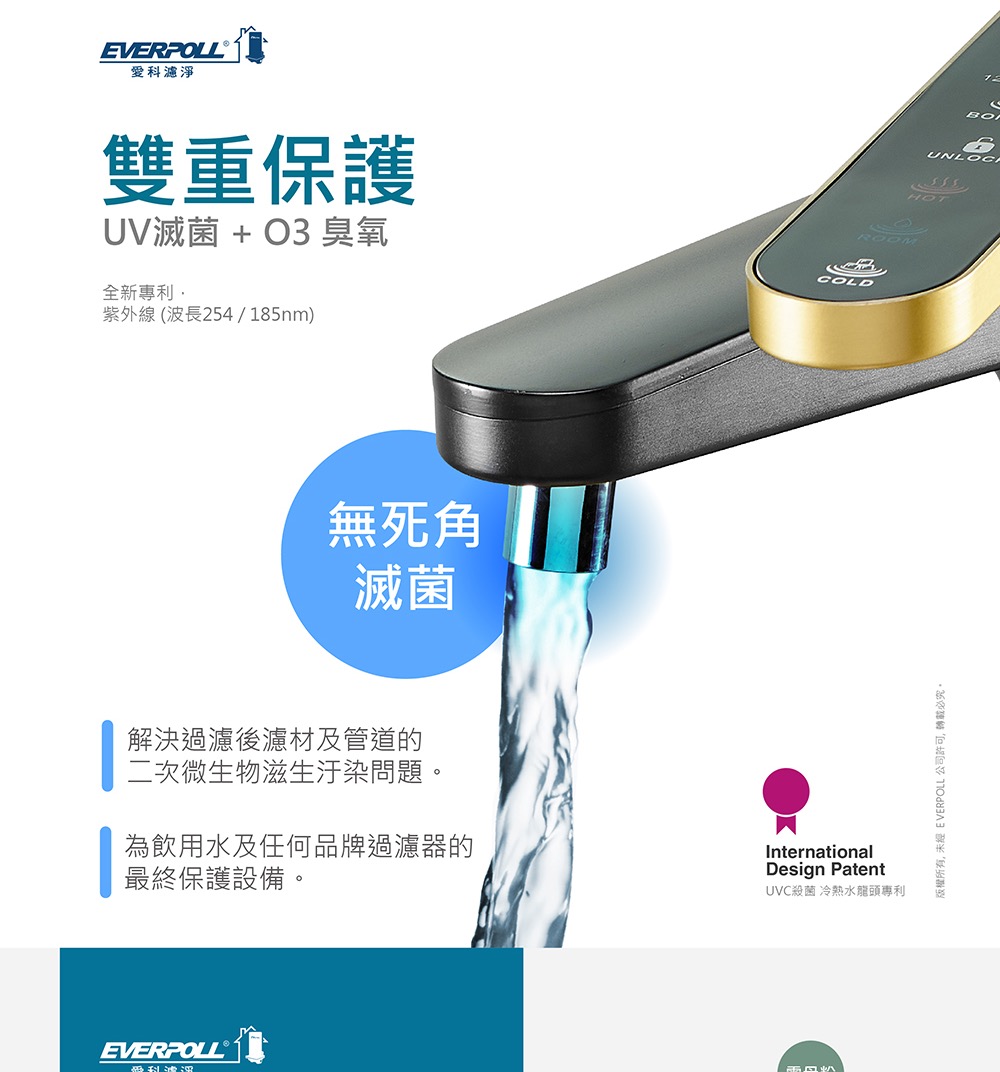 EVERPOLL®
愛科濾淨
雙重保護
UV滅菌 + O3 臭氧
全新專利．
紫外線 (波長254 / 185nm)
12
UNLOCK
HOT
ROOM
COLD
無死角
滅菌
解決過濾後濾材及管道的
二次微生物滋生汙染問題。
為飲用水及任何品牌過濾器的
最終保護設備。
International
Design Patent
UVC殺菌 冷熱水龍頭專利
版權所有, 未經 EVERPOLL 公司許可, 轉載必究。
EVERPOLL®
愛科濾淨